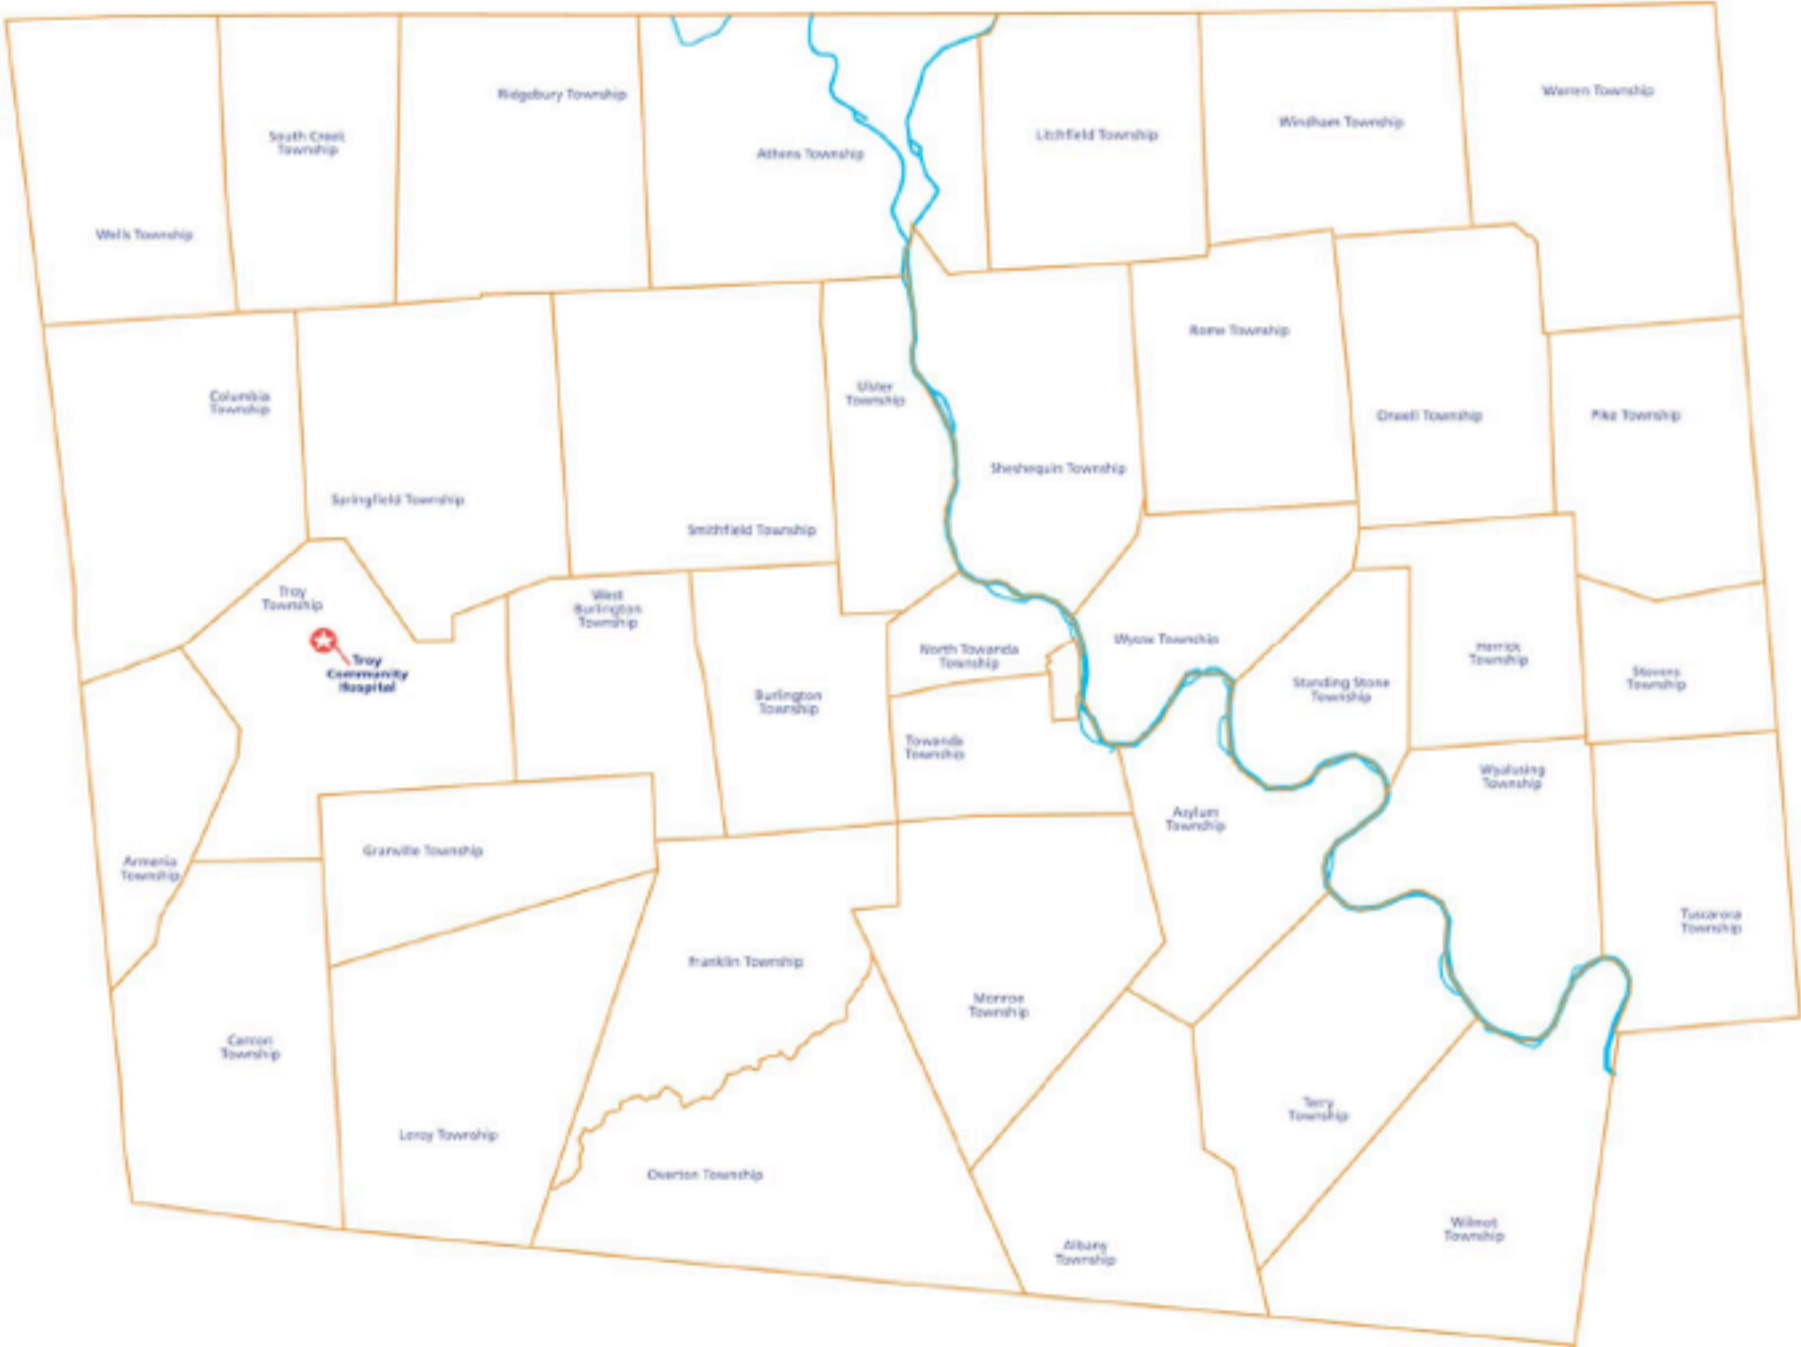 Warren Township
Ridgebury Township
Windham Township
South Creek
Township
Litchfield Township
Athens Township
Wells Township
Rome Township
Ulster
Township
Columbia
Township
Orwell Township
Pike Township
Sheshequin Township
Springfield Township
Smithfield Township
Troy
Township
West
Burlington
Township
Wysox Township
North Towanda
Township
Herrick
Township
Troy
Community
Hospital
Stevens
Township
Standing Stone
Township
Burlington
Township
Towanda
Township
Wyalusing
Township
Asylum
Township
Granville Township
Armenia
Township
Tuscarora
Township
Franklin Township
Monroe
Township
Canton
Township
Terry
Township
Leroy Township
Overton Township
Wilmot
Township
Albany
Township